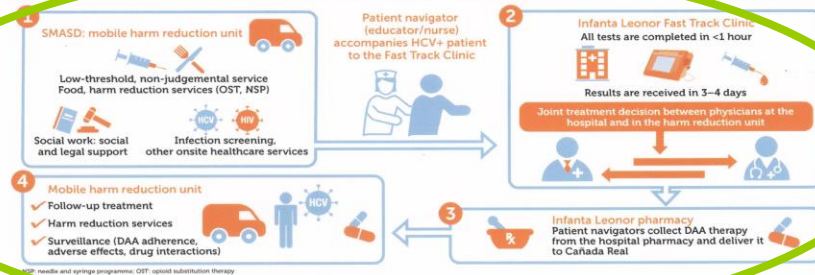 1
SMASD: mobile harm reduction unit
Low-threshold, non-judgemental service
Food, harm reduction services (OST, NSP)
HCV
HIV
Social work: social
and legal support
Infection screening,
other onsite healthcare services
Patient navigator
(educator/nurse)
accompanies HCV+ patient
to the Fast Track Clinic
2
Infanta Leonor Fast Track Clinic
All tests are completed in <1 hour
Results are received in 3–4 days
Joint treatment decision between physicians at the
hospital and in the harm reduction unit
3
Infanta Leonor pharmacy
Rx
Patient navigators collect DAA therapy
from the hospital pharmacy and deliver it
to Cañada Real
4
Mobile harm reduction unit
Follow-up treatment
Harm reduction services
Surveillance (DAA adherence,
adverse effects, drug interactions)
HCV
NSP: needle and syringe programme; OST: opioid substitution therapy